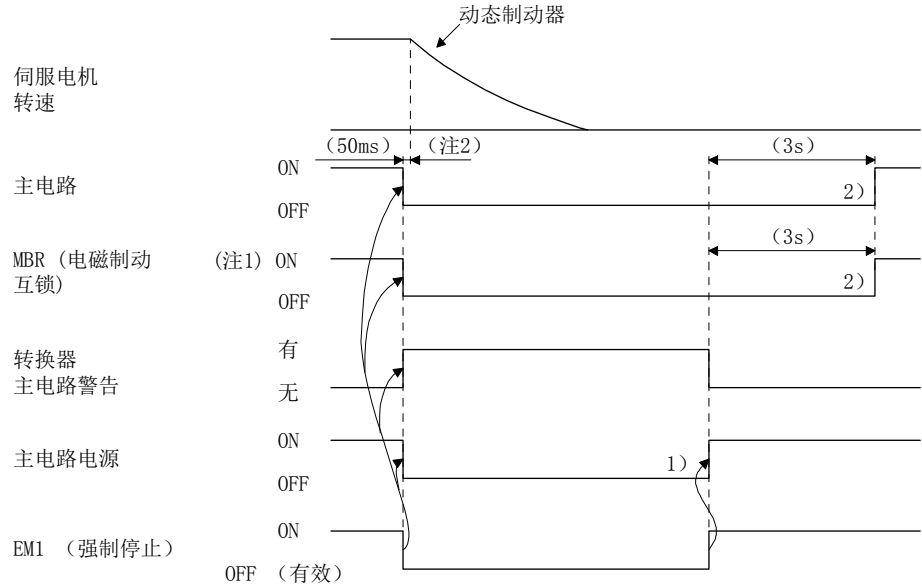 动态制动器
伺服电机
转速
(50ms) (注2) (3s)
主电路 ON
OFF 2)
(3s)
MBR (电磁制动 (注1) ON
互锁) OFF 2)
转换器 有
主电路警告 无
主电路电源 ON
OFF 1)
EM1 (强制停止) ON
OFF (有效)